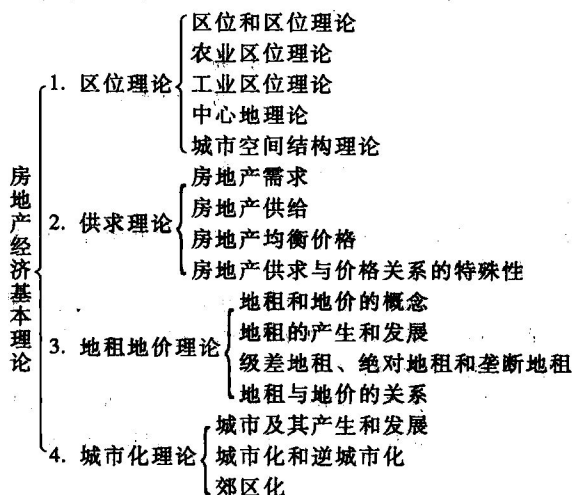 房地产经济基本理论
1. 区位理论
区位和区位理论
农业区位理论
工业区位理论
中心地理论
城市空间结构理论
2. 供求理论
房地产需求
房地产供给
房地产均衡价格
房地产供求与价格关系的特殊性
3. 地租地价理论
地租和地价的概念
地租的产生和发展
级差地租、绝对地租和垄断地租
地租与地价的关系
4. 城市化理论
城市及其产生和发展
城市化和逆城市化
郊区化